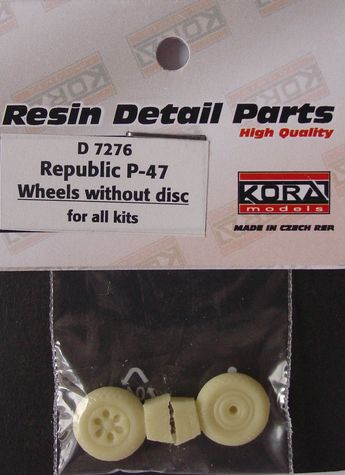 Resin Detail Parts
High Quality
D 7276
Republic P-47
Wheels without disc
for all kits
KORA
models
MADE IN CZECH RER